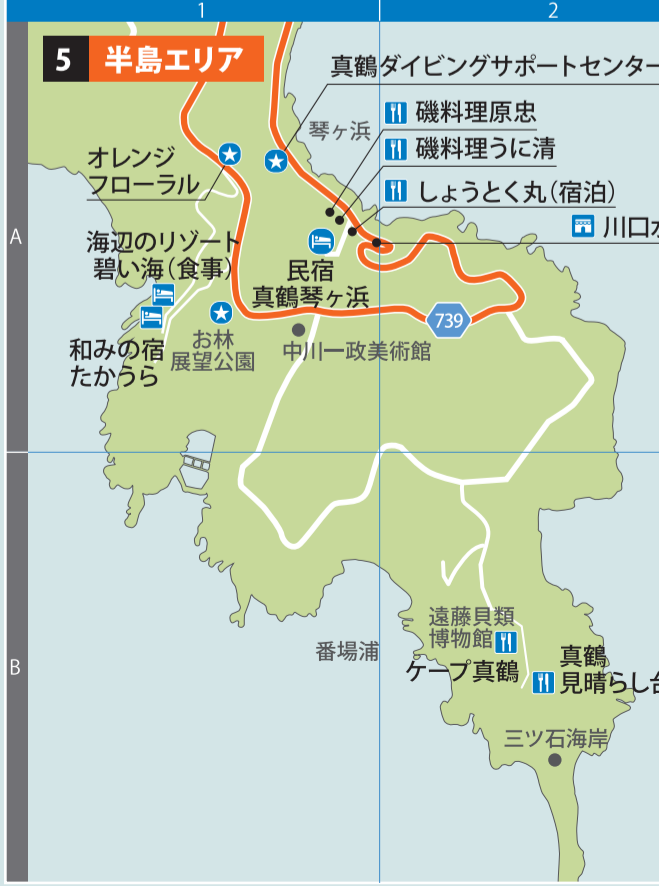 1
2
5 半島エリア
真鶴ダイビングサポートセンター
磯料理原忠
琴ヶ浜
磯料理うに清
オレンジ
フローラル
しょうとく丸（宿泊）
川口
A
海辺のリゾート
碧い海（食事）
民宿
真鶴琴ヶ浜
739
お林
展望公園
中川一政美術館
和みの宿
たかうら
遠藤貝類
博物館
番場浦
B
ケープ真鶴
真鶴
見晴らし台
三ツ石海岸